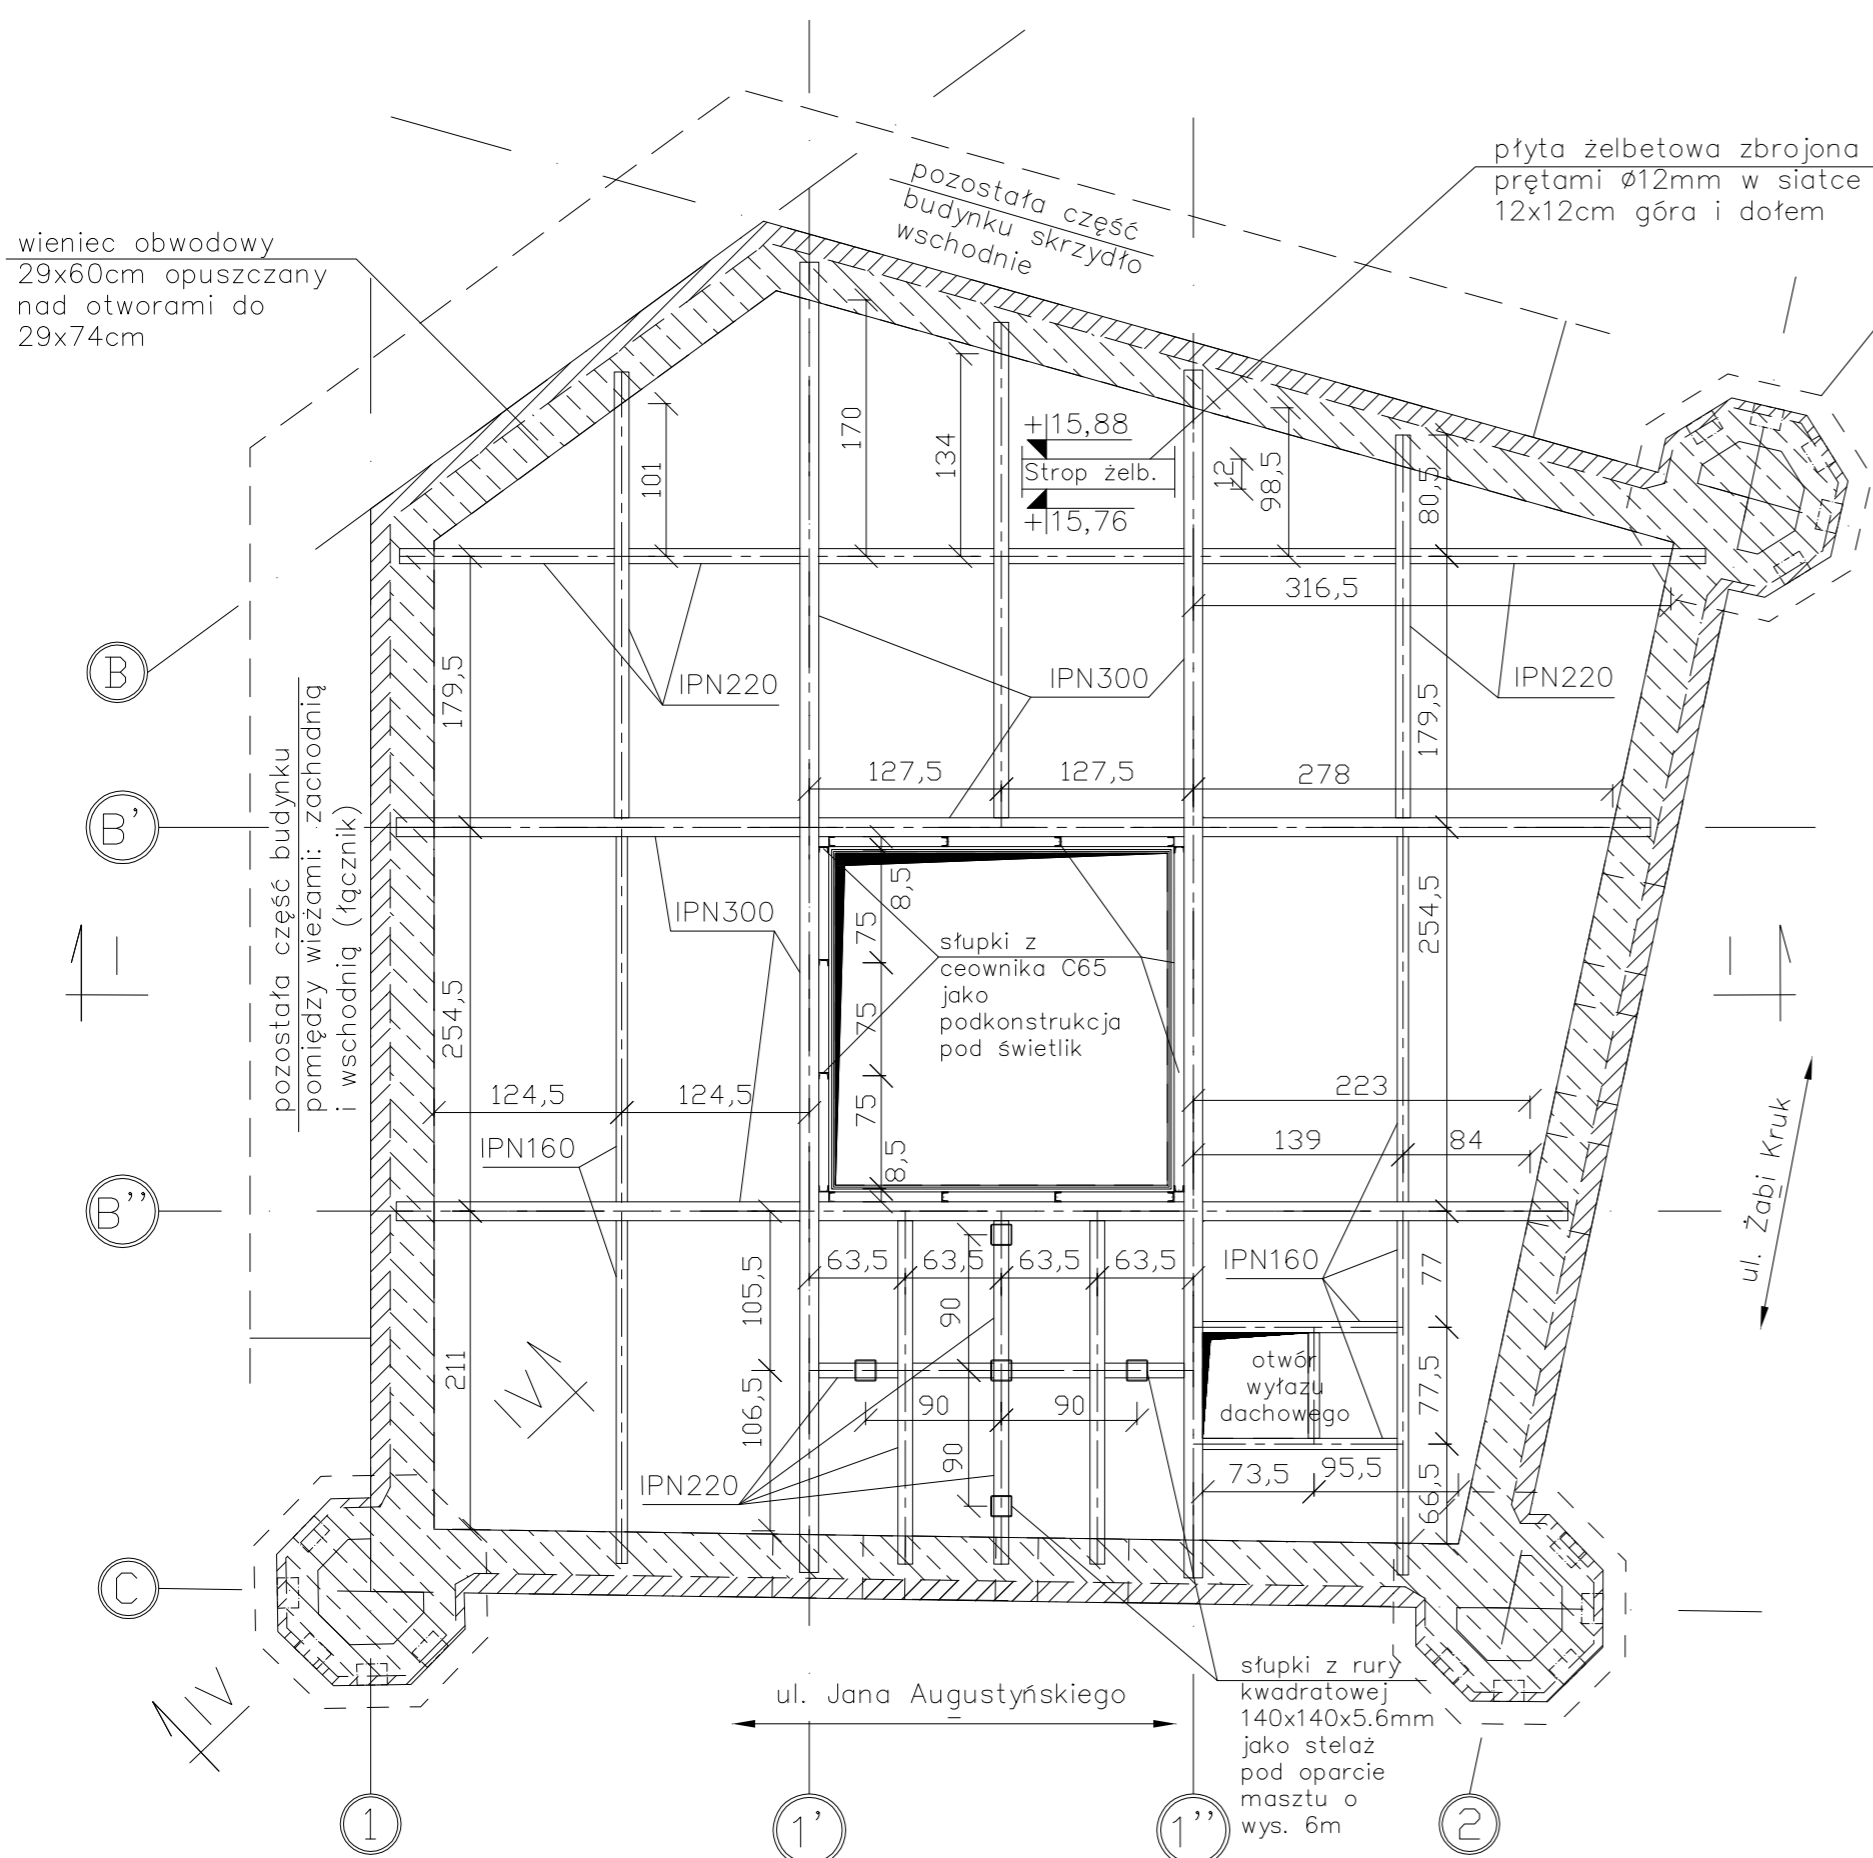 pozostała część
budynku skrzydło
wschodnie
płyta żelbetowa zbrojona
prętami ø12mm w siatce
12x12cm góra i dołem
wieniec obwodowy
29x60cm opuszczany
nad otworami do
29x74cm
101
170
134
+15,88
Strop żelb.
+15,76
12
98,5
80,5
316,5
B
179,5
IPN220
IPN300
IPN220
179,5
127,5
127,5
278
B'
pozostała część budynku
pomiędzy wieżami: zachodnią
i wschodnią (łącznik)
IPN300
8,5
75
254,5
słupki z
ceownika C65
jako
podkonstrukcja
pod świetlik
I
I
254,5
75
75
8,5
124,5
124,5
223
139
84
IPN160
ul. Żabi Kruk
B''
63,5
63,5
63,5
63,5
IPN160
77
105,5
90
211
IV
106,5
90
90
90
otwór
wyłazu
dachowego
77,5
IPN220
73,5
95,5
66,5
C
IV
ul. Jana Augustyńskiego
słupki z rury
kwadratowej
140x140x5.6mm
jako stelaż
pod oparcie
masztu o
wys. 6m
1
1'
1''
2